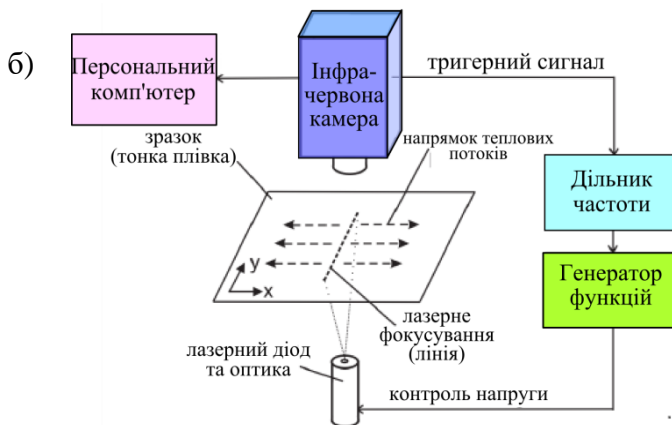 б)
Персональний
комп'ютер
Інфра-
червона
камера
тригерний сигнал
зразок
(тонка плівка)
напрямок теплових
потоків
Дільник
частоти
y
x
Генератор
функцій
лазерне
фокусування
(лінія)
лазерний діод
та оптика
контроль напруги
.